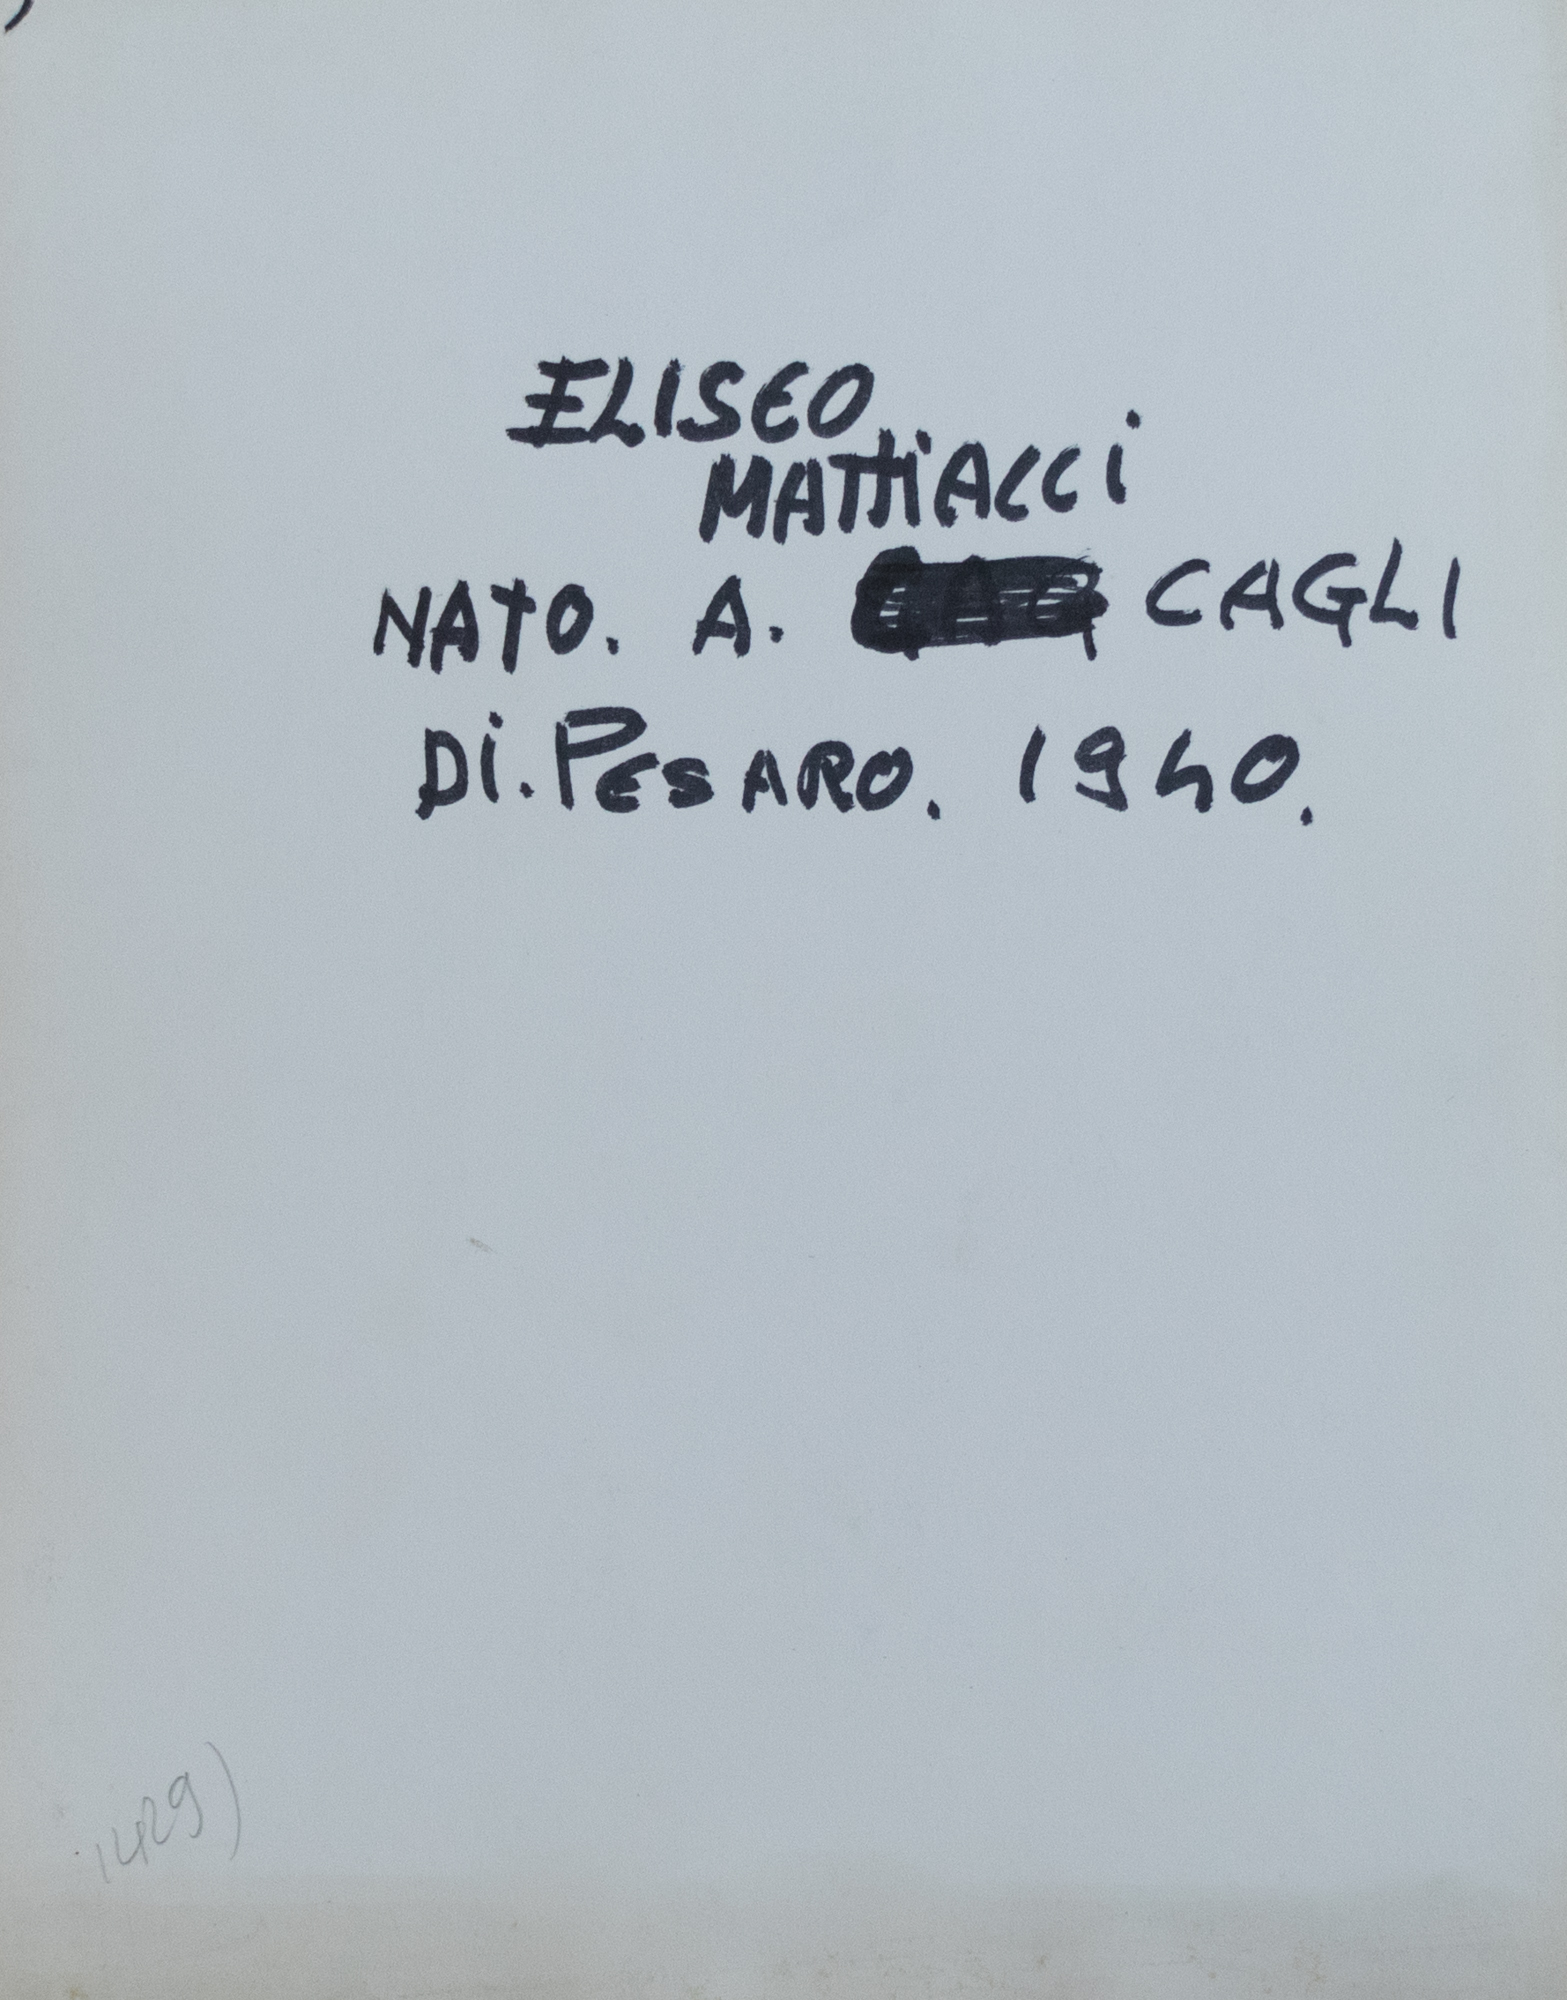 ELISEO
MATTIACCI
NATO. A. CAGLI
Di. PESARO. 1940.
1429)